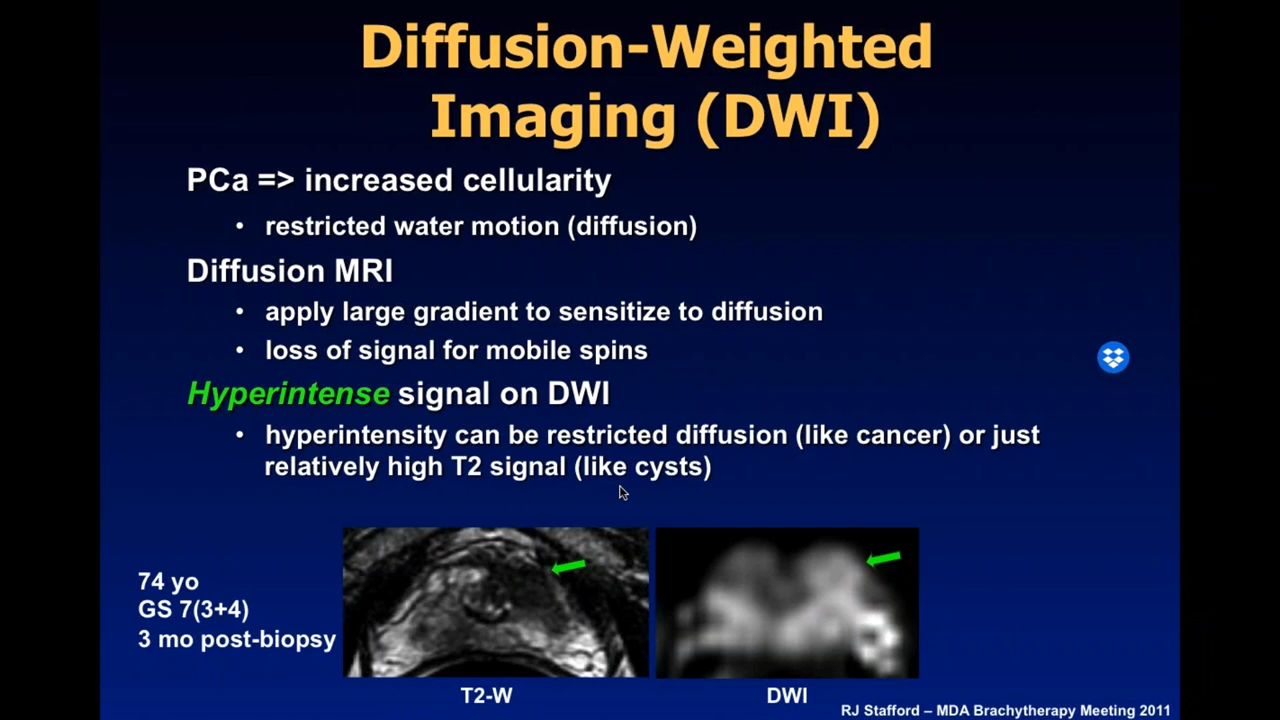 Diffusion-Weighted
Imaging (DWI)
PCa => increased cellularity
• restricted water motion (diffusion)
Diffusion MRI
• apply large gradient to sensitize to diffusion
• loss of signal for mobile spins
Hyperintense signal on DWI
• hyperintensity can be restricted diffusion (like cancer) or just
relatively high T2 signal (like cysts)
74 yo
GS 7(3+4)
3 mo post-biopsy
T2-W
DWI
RJ Stafford – MDA Brachytherapy Meeting 2011